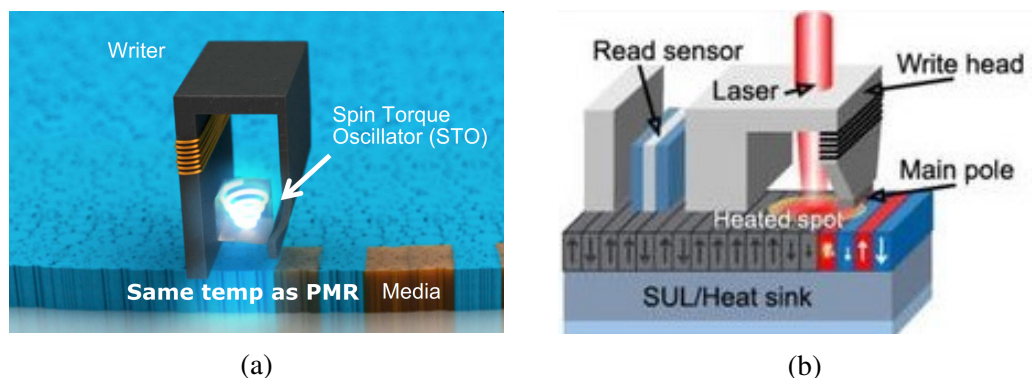 Writer
Spin Torque
Oscillator (STO)
Same temp as PMR
Media
(a)
Read sensor
Laser
Write head
Main pole
Heated spot
SUL/Heat sink
(b)